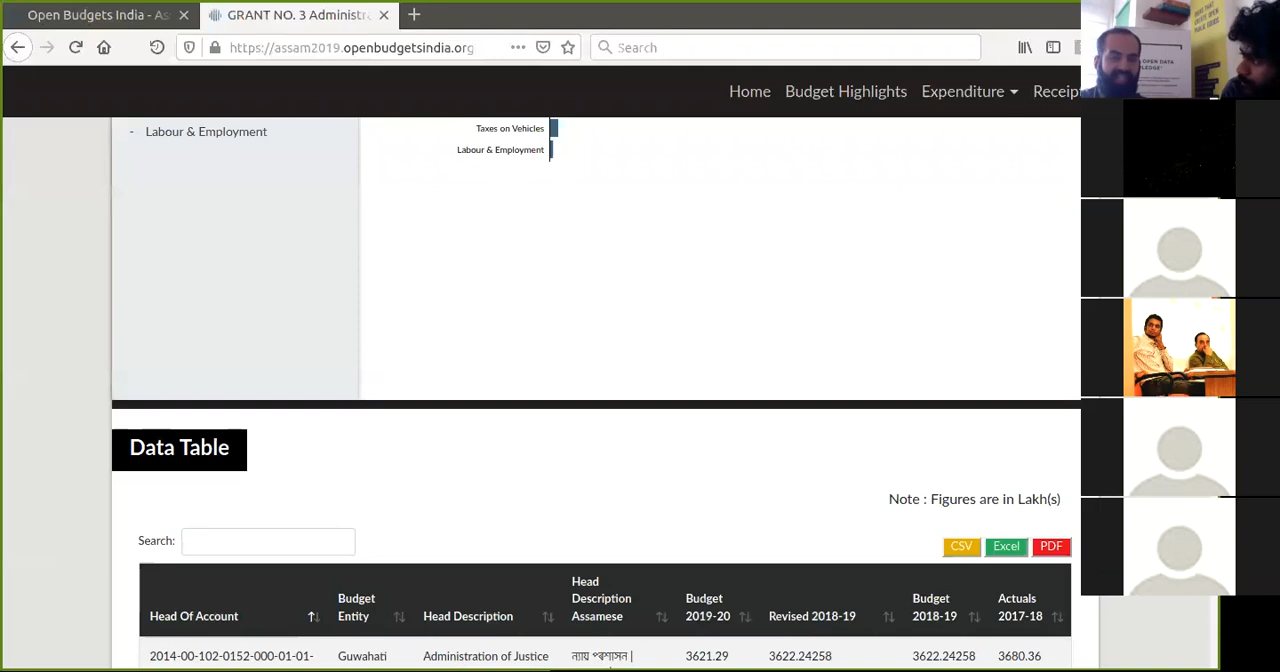 Open Budgets India - As
GRANT NO. 3 Administra
https://assam2019.openbudgetsindia.org
Search
Home Budget Highlights Expenditure Receip
- Labour & Employment
Taxes on Vehicles
Labour & Employment
Data Table
Note : Figures are in Lakh(s)
Search:
CSV Excel PDF
Head Of Account
Budget Entity
Head Description
Head Description Assamese
Budget 2019-20
Revised 2018-19
Budget 2018-19
Actuals 2017-18
2014-00-102-0152-000-01-01- Guwahati Administration of Justice ন্যায় প্ৰশাসন | 3621.29 3622.24258 3622.24258 3680.36